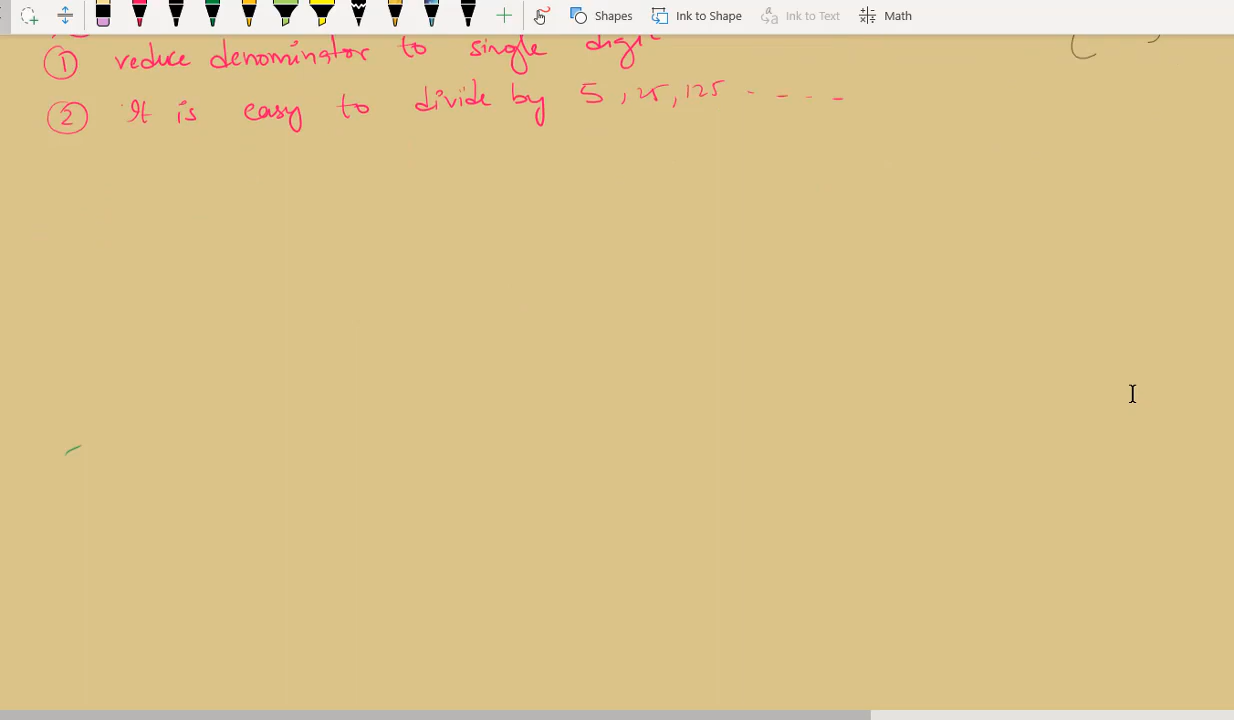 Shapes Ink to Shape Ink to Text Math
① reduce denominator to single digit
② It is easy to divide by 5, 25, 125 - - - -